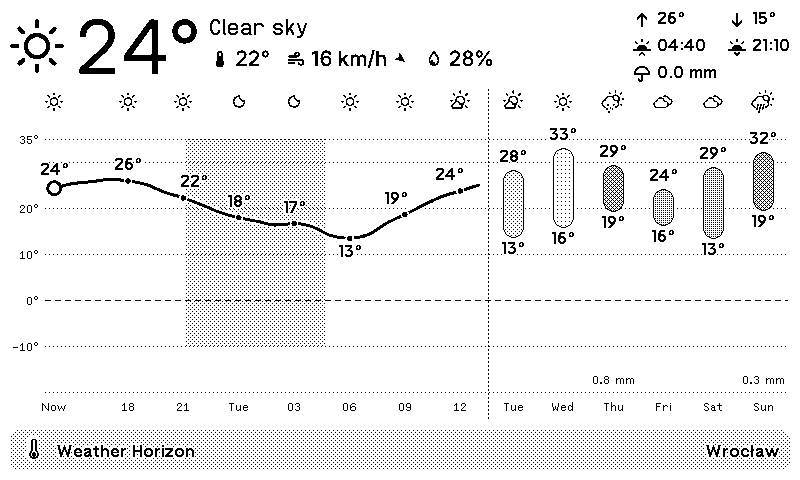 24° Clear sky
22° 16 km/h 28%
26° 15°
04:40 21:10
0.0 mm
35°
20°
10°
0°
-10°
24° 26° 22° 18° 17° 13° 19° 24°
28° 33° 29° 24° 29° 32°
13° 16° 19° 16° 13° 19°
0.8 mm 0.3 mm
Now 18 21 Tue 03 06 09 12 Tue Wed Thu Fri Sat Sun
Weather Horizon Wrocław